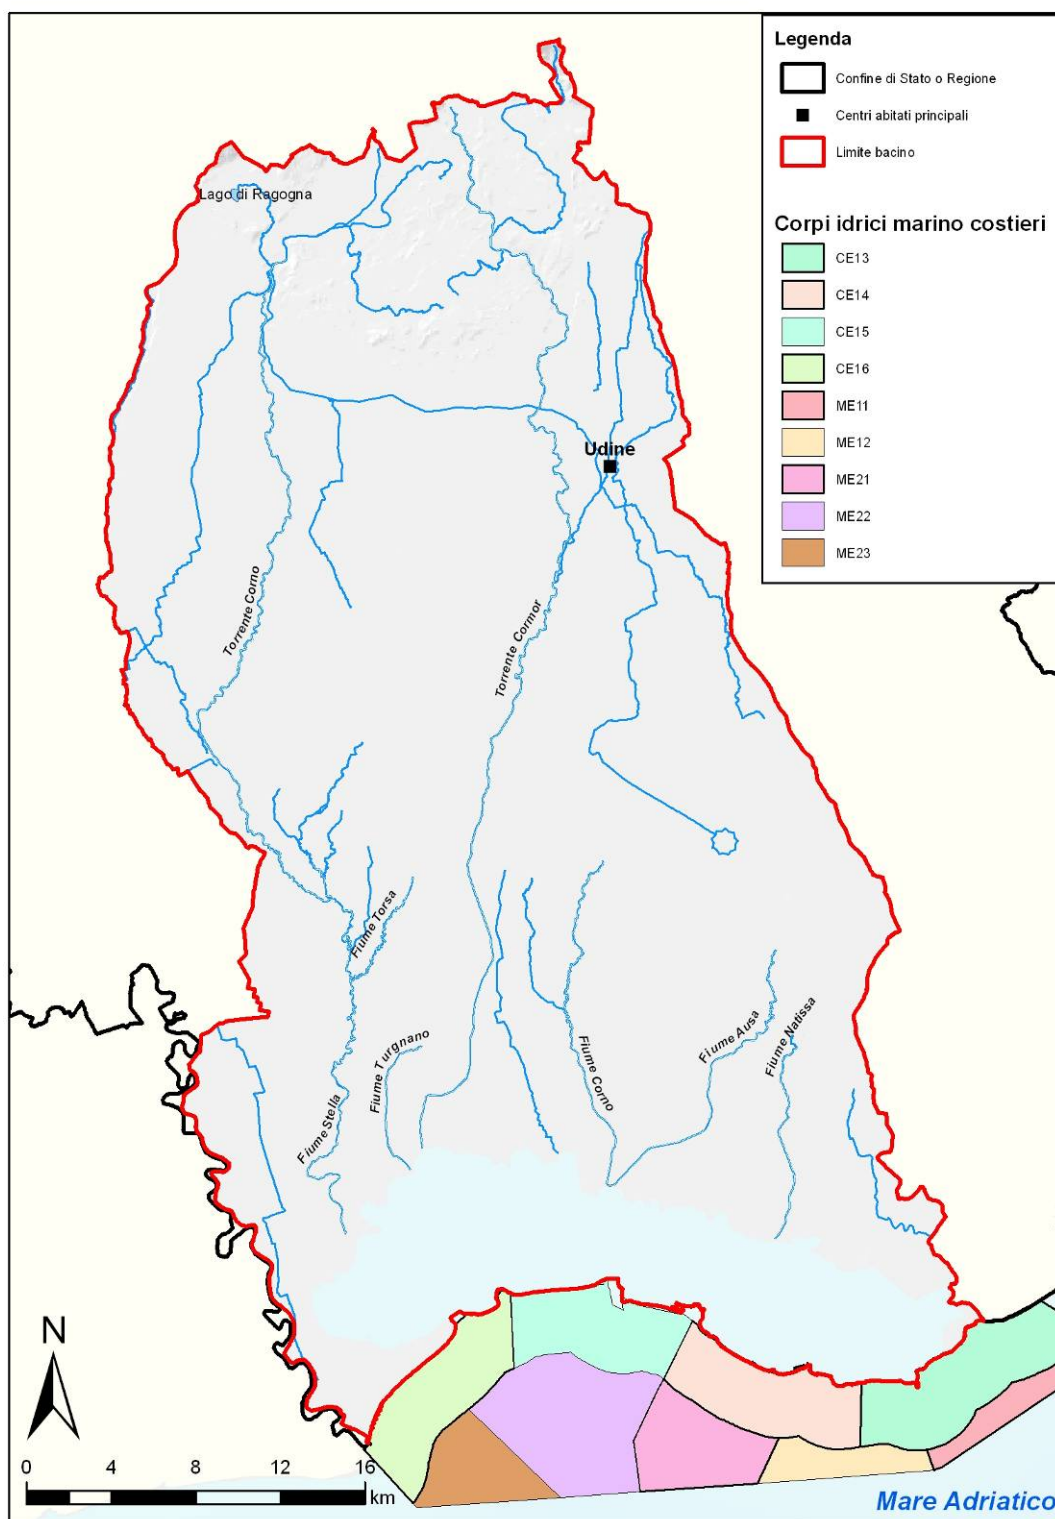 Legenda
Confine di Stato o Regione
Centri abitati principali
Limite bacino
Corpi idrici marino costieri
CE13
CE14
CE15
CE16
ME11
ME12
ME21
ME22
ME23
Lago di Ragogna
Udine
Torrente Corno
Torrente Cormor
Fiume Torsa
Fiume Turgnano
Fiume Stella
Fiume Corno
Fiume Ausa
Fiume Natissa
N
0 4 8 12 16
km
Mare Adriatico